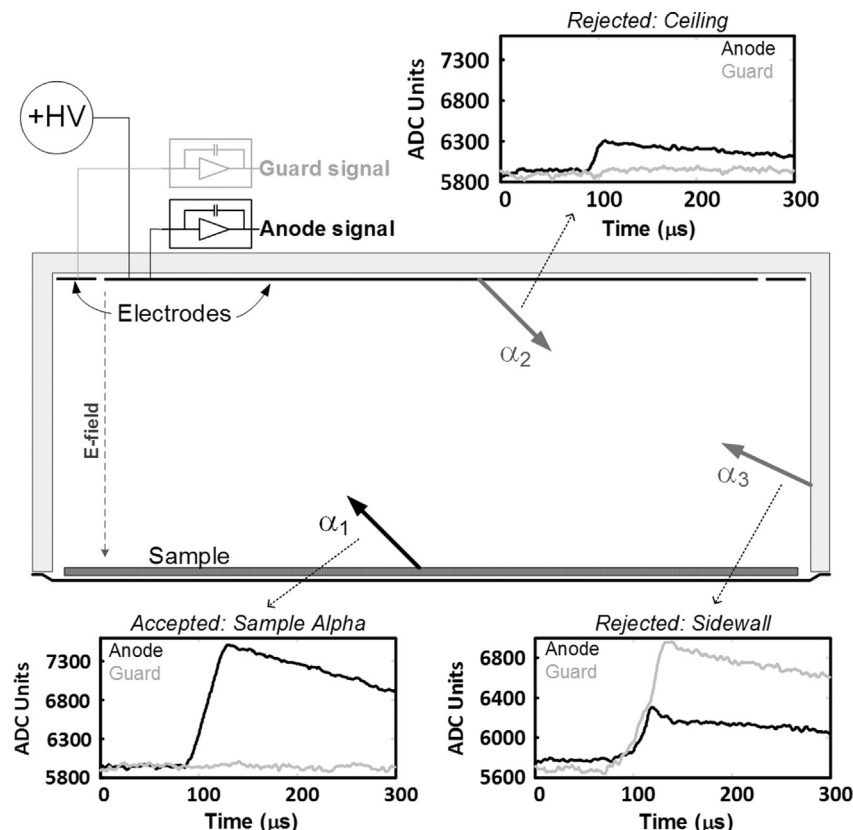 Rejected: Ceiling
ADC Units
7300
6800
6300
5800
Anode
Guard
0
100
200
300
Time (µs)
+HV
Guard signal
Anode signal
Electrodes
α2
E-field
α3
α1
Sample
Accepted: Sample Alpha
ADC Units
7300
6800
6300
5800
Anode
Guard
0
100
200
300
Time (µs)
Rejected: Sidewall
ADC Units
6800
6400
6000
5600
Anode
Guard
0
100
200
300
Time (µs)